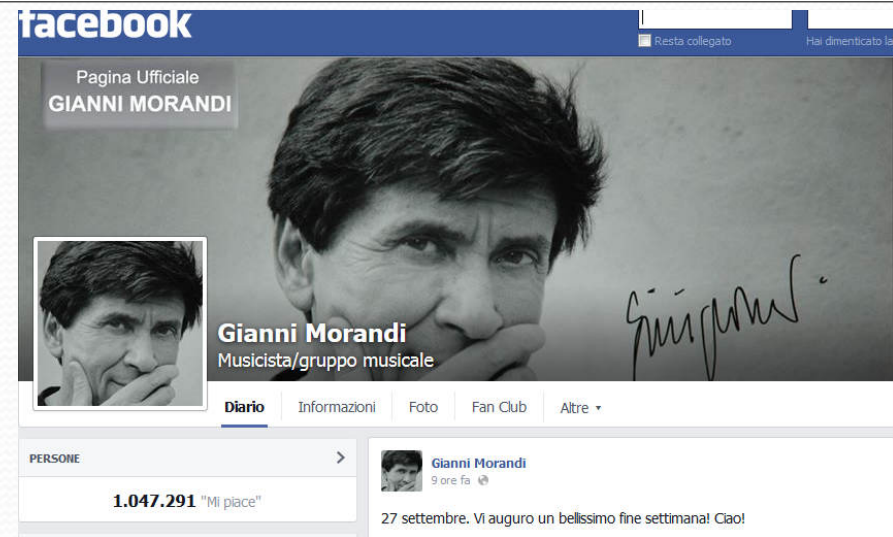 facebook
Resta collegato
Hai dimenticato la
Pagina Ufficiale
GIANNI MORANDI
Gianni Morandi
Musicista/gruppo musicale
Diario Informazioni Foto Fan Club Altre
PERSONE
1.047.291 "Mi piace"
Gianni Morandi
9 ore fa
27 settembre. Vi auguro un bellissimo fine settimana! Ciao!